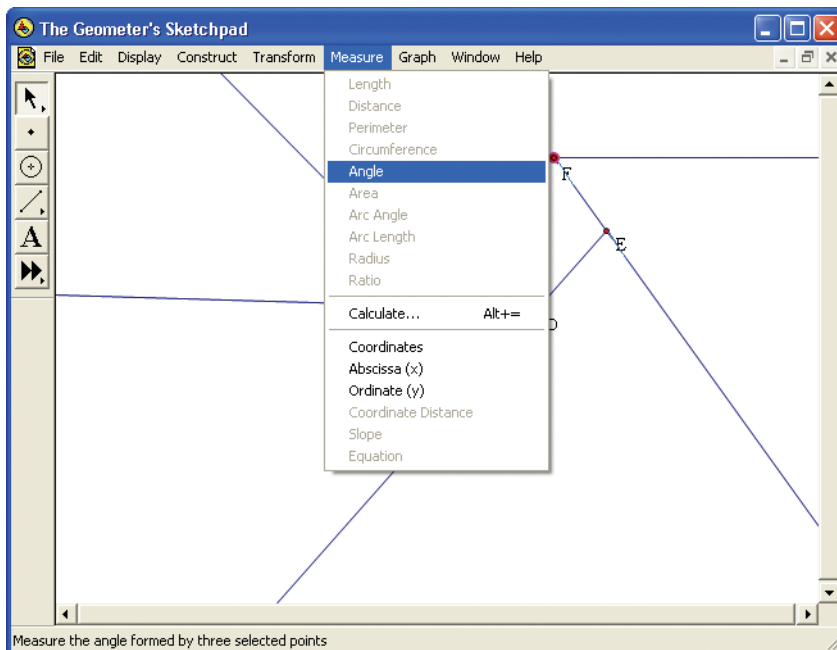 The Geometer's Sketchpad
File Edit Display Construct Transform Measure Graph Window Help
A
Length
Distance
Perimeter
Circumference
Angle
Area
Arc Angle
Arc Length
Radius
Ratio
Calculate... Alt+=
Coordinates
Abscissa (x)
Ordinate (y)
Coordinate Distance
Slope
Equation
F
E
Measure the angle formed by three selected points